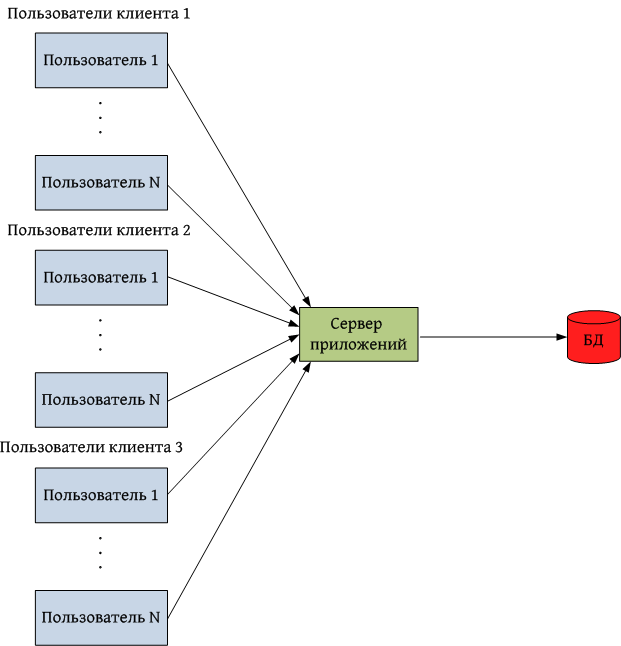 Пользователи клиента 1
Пользователь 1
Пользователь N
Пользователи клиента 2
Пользователь 1
Пользователь N
Пользователи клиента 3
Пользователь 1
Пользователь N
Сервер
приложений
БД